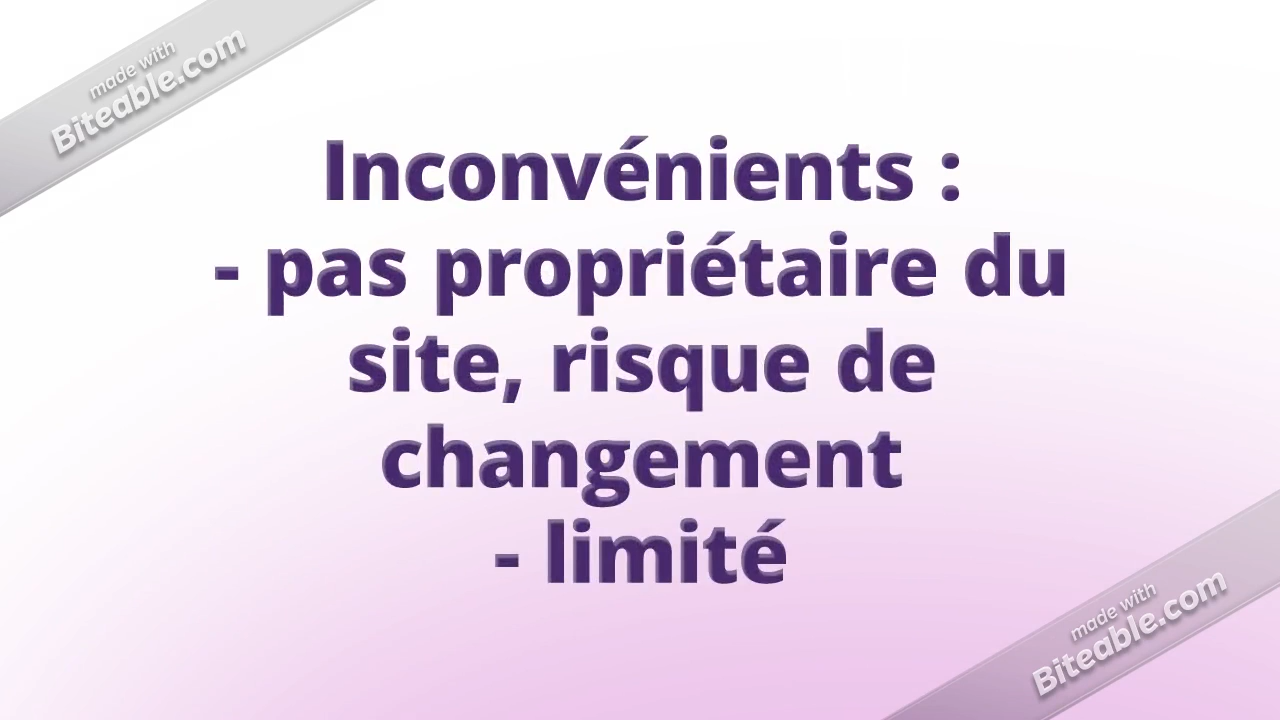 made with
Biteable.com
Inconvénients :
- pas propriétaire du
site, risque de
changement
- limité
made with
Biteable.com